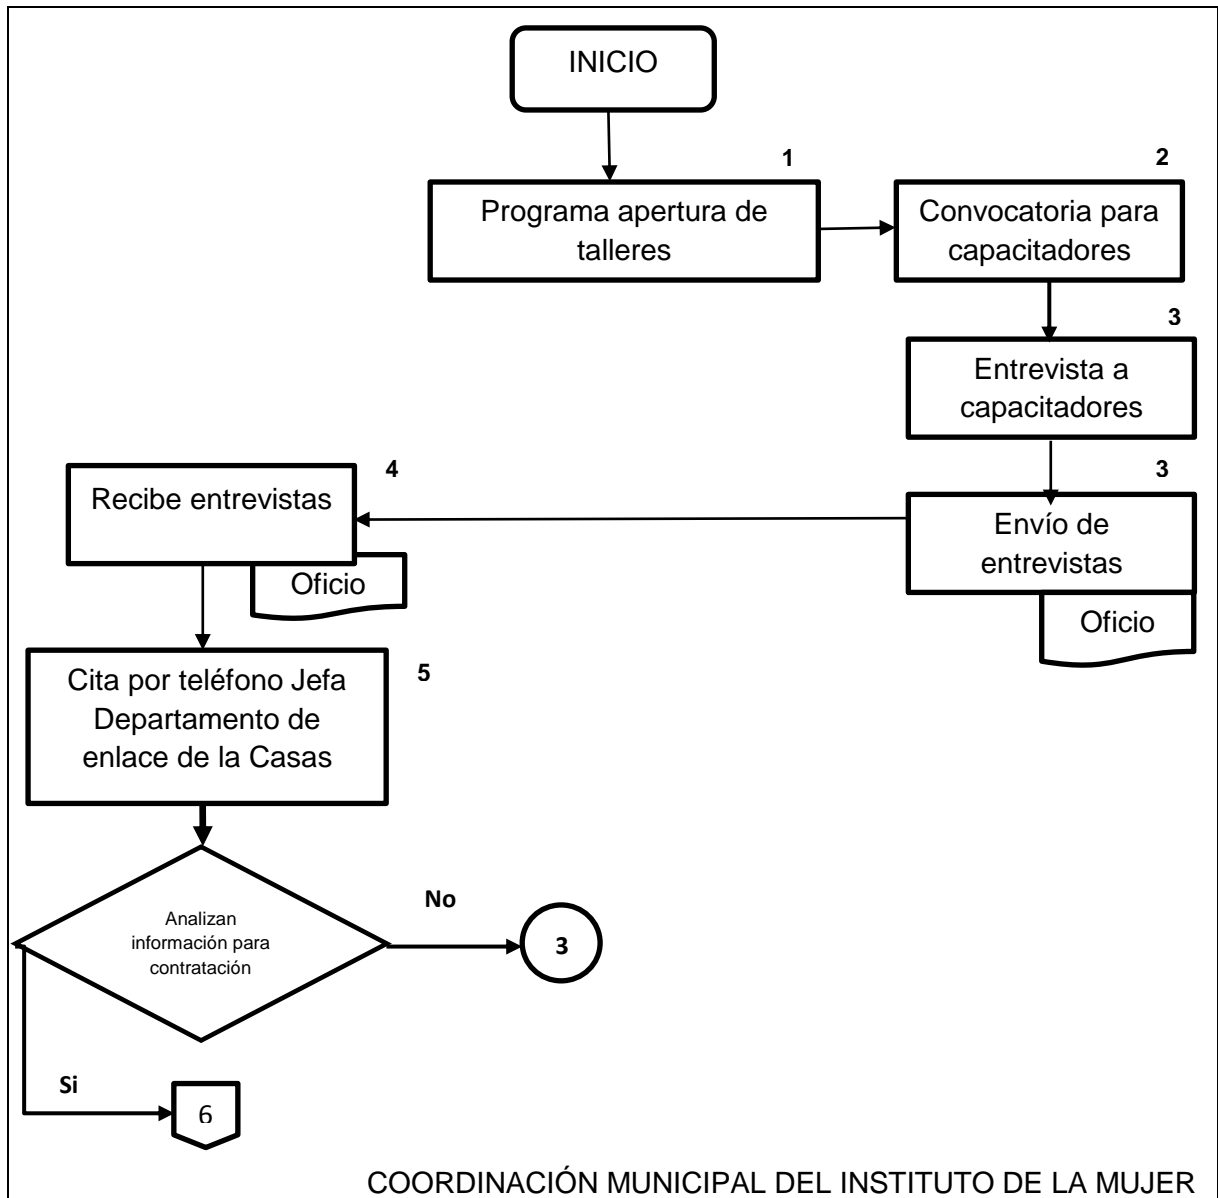 INICIO
1
Programa apertura de
talleres
2
Convocatoria para
capacitadores
3
Entrevista a
capacitadores
3
Envío de
entrevistas
Oficio
4
Recibe entrevistas
Oficio
5
Cita por teléfono Jefa
Departamento de
enlace de la Casas
Analizan
información para
contratación
No
3
Si
6
COORDINACIÓN MUNICIPAL DEL INSTITUTO DE LA MUJER